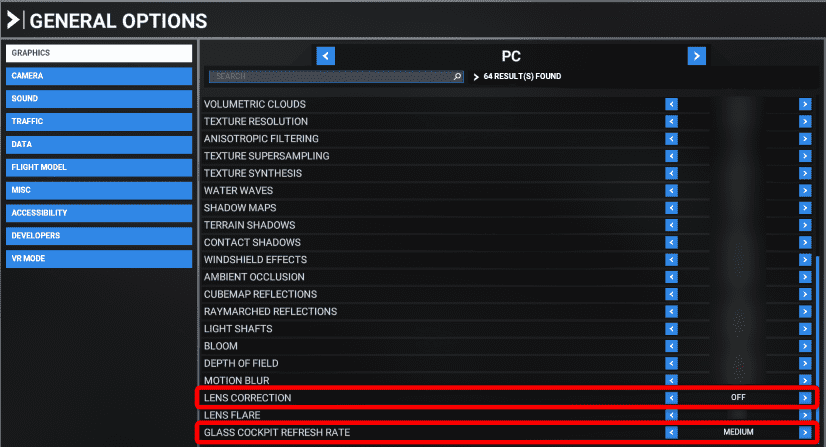 GENERAL OPTIONS
GRAPHICS
CAMERA
SOUND
TRAFFIC
DATA
FLIGHT MODEL
MISC
ACCESSIBILITY
DEVELOPERS
VR MODE
PC
SEARCH 64 RESULT(S) FOUND
VOLUMETRIC CLOUDS
TEXTURE RESOLUTION
ANISOTROPIC FILTERING
TEXTURE SUPERSAMPLING
TEXTURE SYNTHESIS
WATER WAVES
SHADOW MAPS
TERRAIN SHADOWS
CONTACT SHADOWS
WINDSHIELD EFFECTS
AMBIENT OCCLUSION
CUBEMAP REFLECTIONS
RAYMARCHED REFLECTIONS
LIGHT SHAFTS
BLOOM
DEPTH OF FIELD
MOTION BLUR
LENS CORRECTION OFF
LENS FLARE
GLASS COCKPIT REFRESH RATE MEDIUM